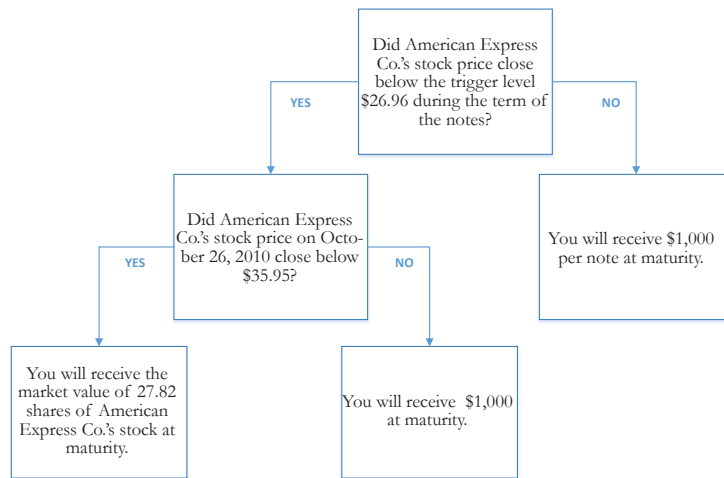 Did American Express
Co.'s stock price close
below the trigger level
$26.96 during the term of
the notes?
YES
NO
Did American Express
Co.'s stock price on Octo-
ber 26, 2010 close below
$35.95?
You will receive $1,000
per note at maturity.
YES
NO
You will receive the
market value of 27.82
shares of American
Express Co.'s stock at
maturity.
You will receive $1,000
at maturity.